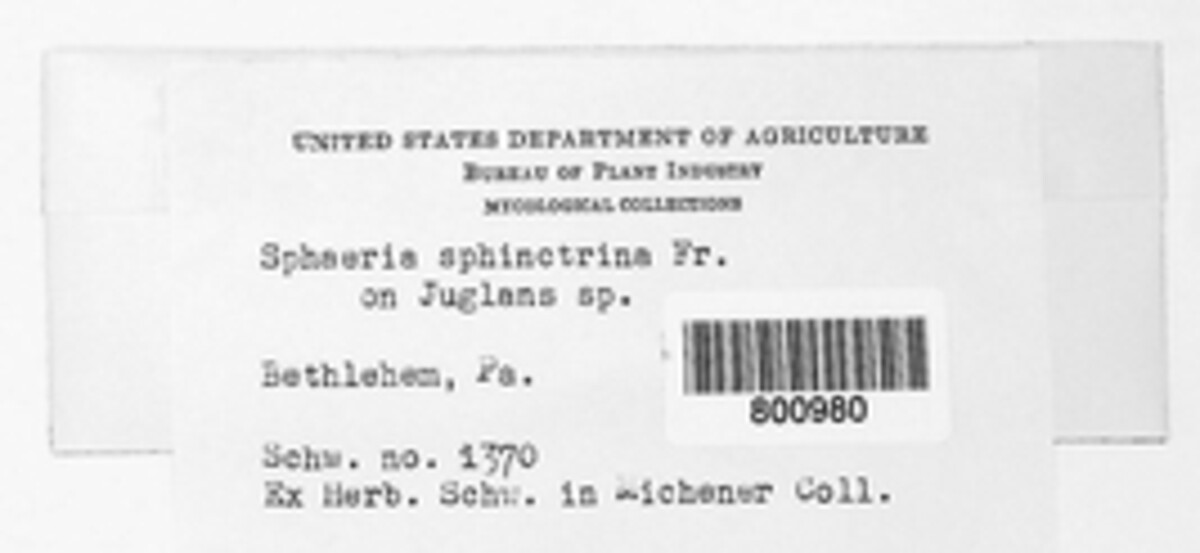 UNITED STATES DEPARTMENT OF AGRICULTURE
BUREAU OF PLANT INDUSTRY
MYCOLOGICAL COLLECTIONS
Sphaeria sphinctrina Fr.
on Juglans sp.
800980
Bethlehem, Pa.
Schw. no. 1370
Ex Herb. Schw. in Michener Coll.